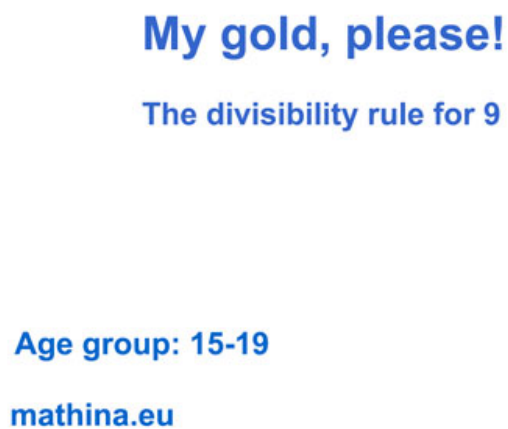 My gold, please!
The divisibility rule for 9
Age group: 15-19
mathina.eu